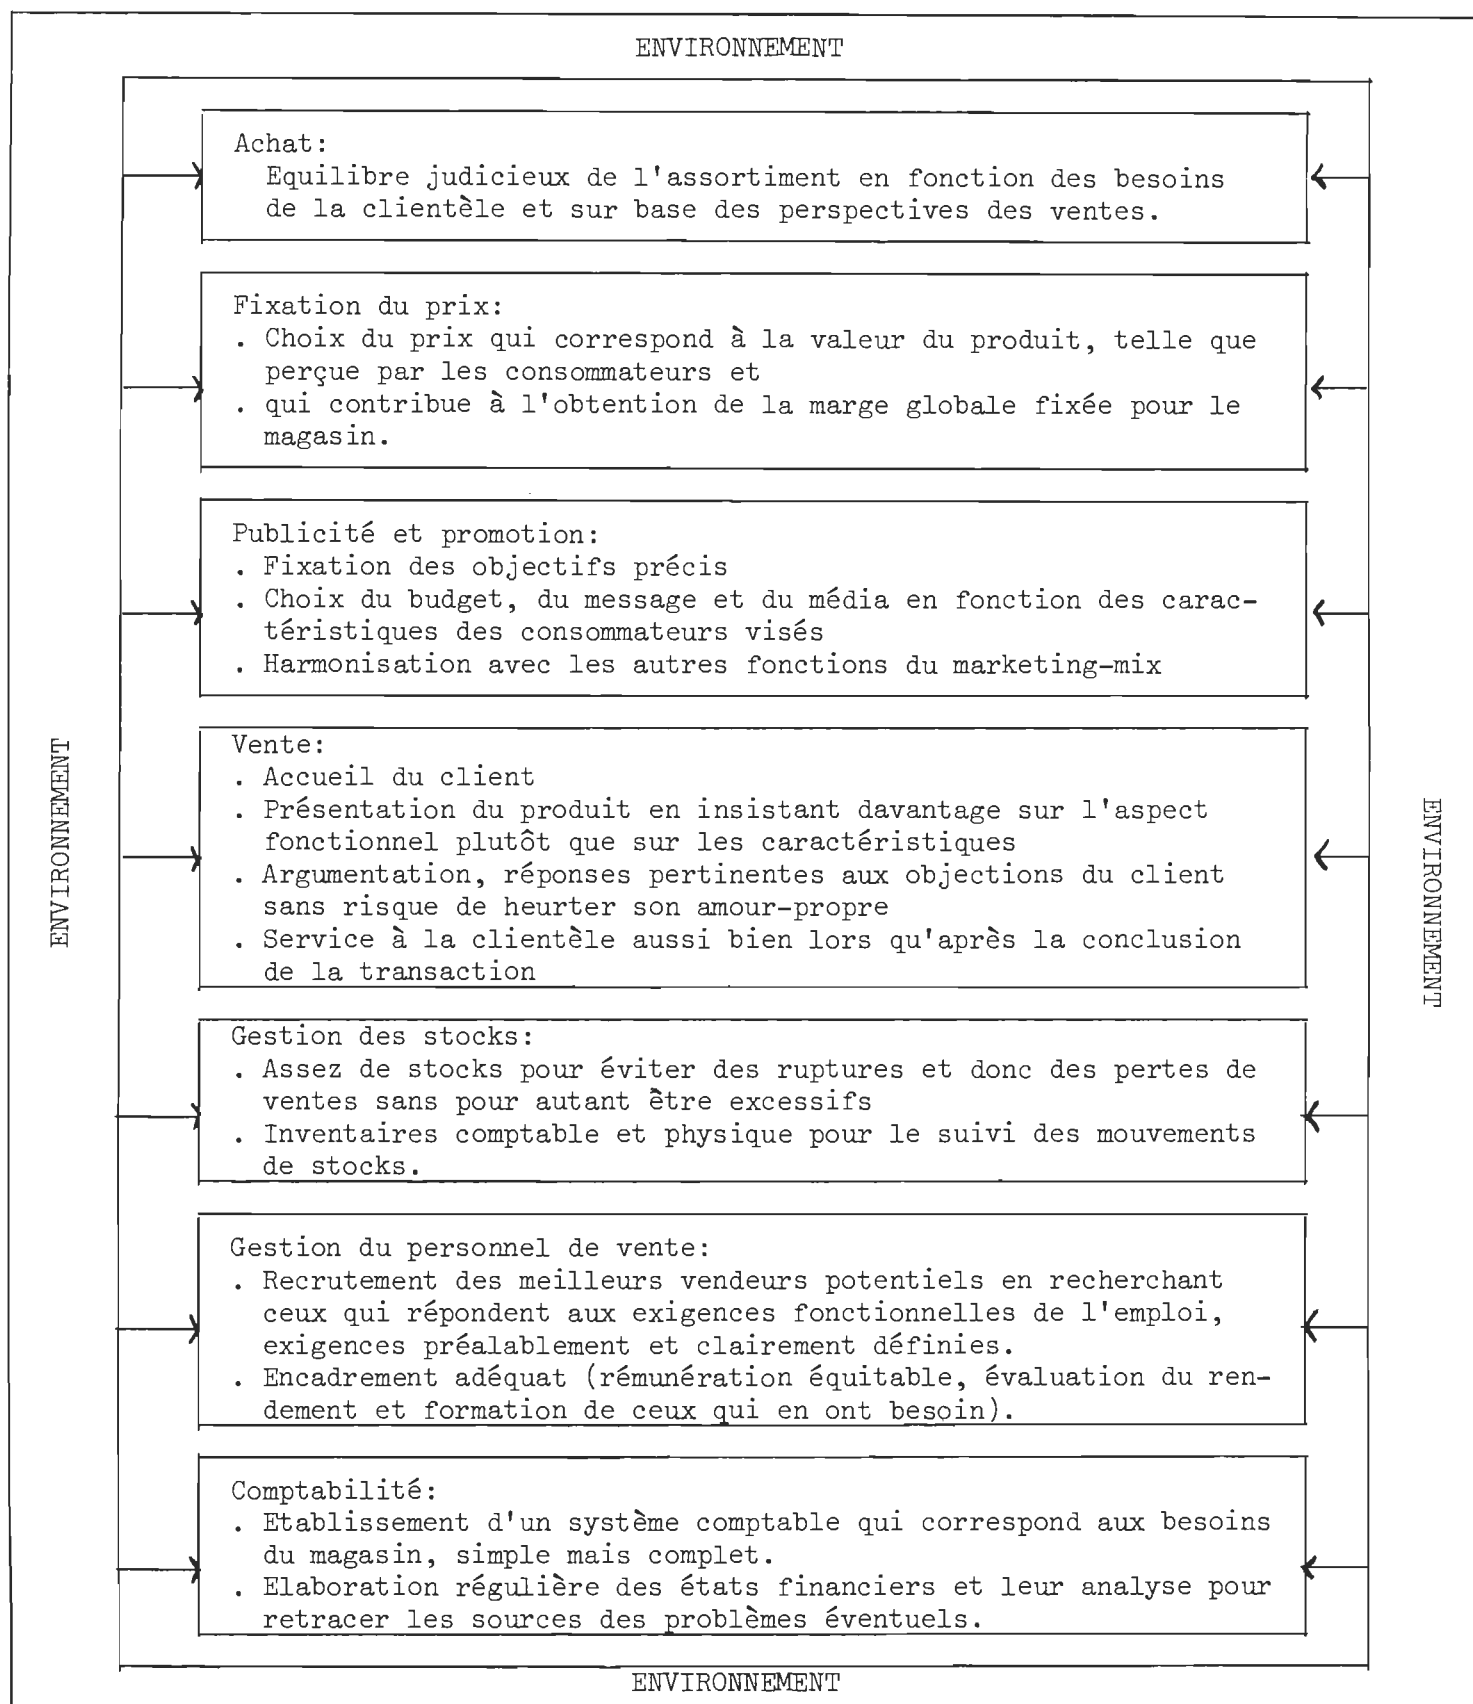 ENVIRONNEMENT
Achat:
Equilibre judicieux de l'assortiment en fonction des besoins
de la clientèle et sur base des perspectives des ventes.
Fixation du prix:
. Choix du prix qui correspond à la valeur du produit, telle que
perçue par les consommateurs et
. qui contribue à l'obtention de la marge globale fixée pour le
magasin.
Publicité et promotion:
. Fixation des objectifs précis
. Choix du budget, du message et du média en fonction des carac-
téristiques des consommateurs visés
. Harmonisation avec les autres fonctions du marketing-mix
ENVIRONNEMENT
Vente:
. Accueil du client
. Présentation du produit en insistant davantage sur l'aspect
fonctionnel plutôt que sur les caractéristiques
. Argumentation, réponses pertinentes aux objections du client
sans risque de heurter son amour-propre
. Service à la clientèle aussi bien lors qu'après la conclusion
de la transaction
ENVIRONNEMENT
Gestion des stocks:
. Assez de stocks pour éviter des ruptures et donc des pertes de
ventes sans pour autant être excessifs
. Inventaires comptable et physique pour le suivi des mouvements
de stocks.
Gestion du personnel de vente:
. Recrutement des meilleurs vendeurs potentiels en recherchant
ceux qui répondent aux exigences fonctionnelles de l'emploi,
exigences préalablement et clairement définies.
. Encadrement adéquat (rémunération équitable, évaluation du ren-
dement et formation de ceux qui en ont besoin).
Comptabilité:
. Etablissement d'un système comptable qui correspond aux besoins
du magasin, simple mais complet.
. Elaboration régulière des états financiers et leur analyse pour
retracer les sources des problèmes éventuels.
ENVIRONNEMENT